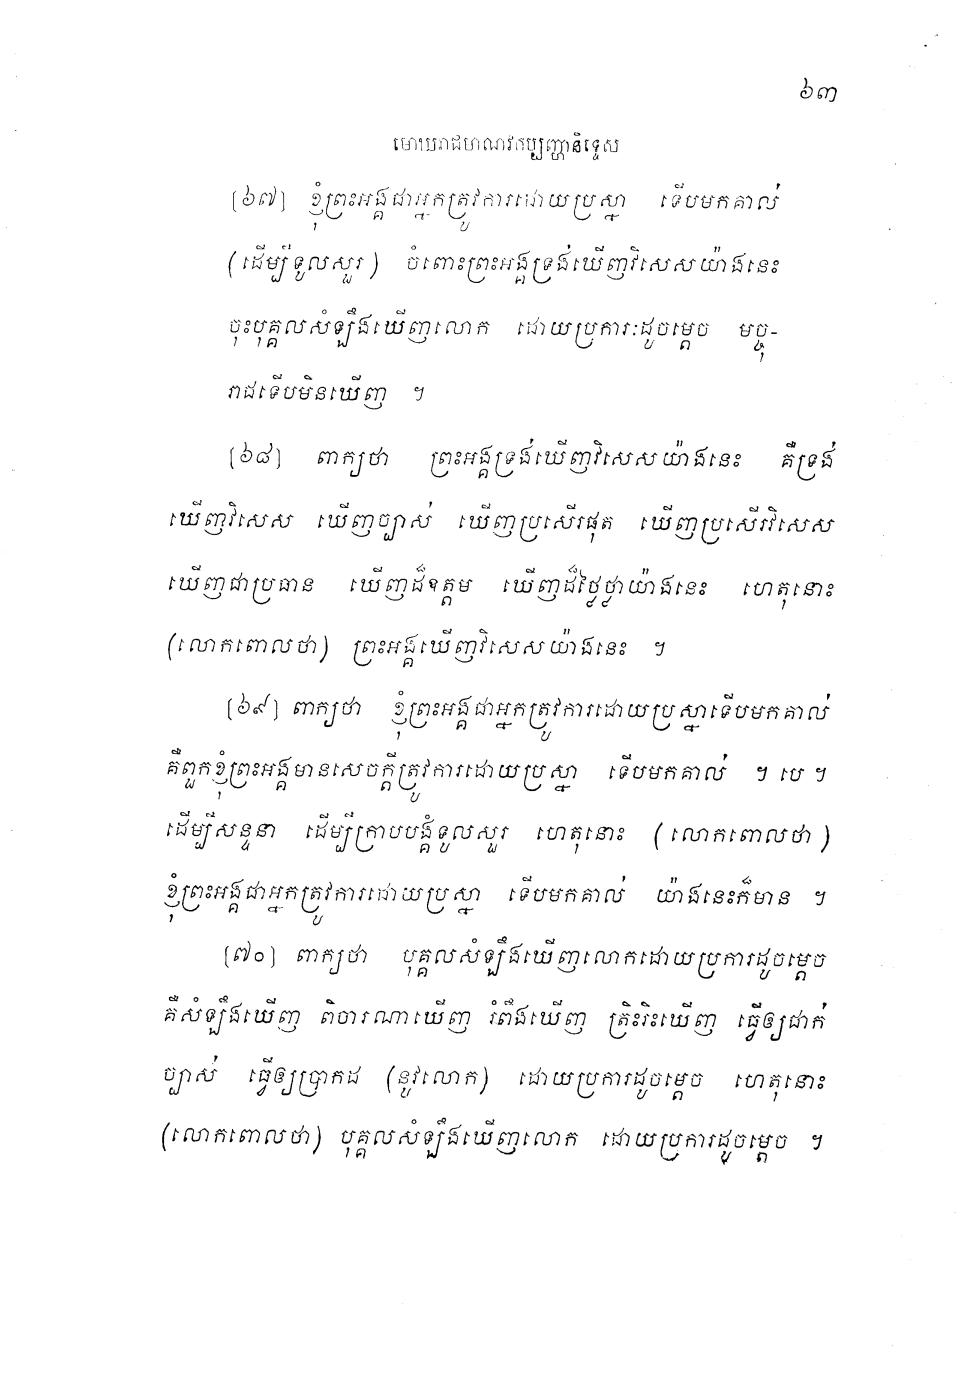 ៦៣
មោឃរាជមាណវកប្បញ្ហានិទ្ទេស
[៦៧] ខ្ញុំព្រះអង្គជាអ្នកត្រូវការដោយប្រស្នា ទើបមកគាល់
(ដើម្បីទូលសួរ) ចំពោះព្រះអង្គទ្រង់ឃើញវិសេសយ៉ាងនេះ
ចុះបុគ្គលសំឡឹងឃើញលោក ដោយប្រការៈដូចម្តេច មច្ចុ-
រាជទើបមិនឃើញ ។
[៦៨] ពាក្យថា ព្រះអង្គទ្រង់ឃើញវិសេសយ៉ាងនេះ គឺទ្រង់
ឃើញវិសេស ឃើញច្បាស់ ឃើញប្រសើរផុត ឃើញប្រសើរវិសេស
ឃើញជាប្រធាន ឃើញដ៏ឧត្តម ឃើញដ៏ថ្លៃថ្លាយ៉ាងនេះ ហេតុនោះ
(លោកពោលថា) ព្រះអង្គឃើញវិសេសយ៉ាងនេះ ។
[៦៩] ពាក្យថា ខ្ញុំព្រះអង្គជាអ្នកត្រូវការដោយប្រស្នាទើបមកគាល់
គឺពួកខ្ញុំព្រះអង្គមានសេចក្តីត្រូវការដោយប្រស្នា ទើបមកគាល់ ។ បេ ។
ដើម្បីសន្ទនា ដើម្បីក្រាបបង្គំទូលសួរ ហេតុនោះ (លោកពោលថា)
ខ្ញុំព្រះអង្គជាអ្នកត្រូវការដោយប្រស្នា ទើបមកគាល់ យ៉ាងនេះក៏មាន ។
[៧០] ពាក្យថា បុគ្គលសំឡឹងឃើញលោកដោយប្រការដូចម្តេច
គឺសំឡឹងឃើញ ពិចារណាឃើញ រំពឹងឃើញ ត្រិះរិះឃើញ ធ្វើឲ្យជាក់
ច្បាស់ ធ្វើឲ្យប្រាកដ (នូវលោក) ដោយប្រការដូចម្តេច ហេតុនោះ
(លោកពោលថា) បុគ្គលសំឡឹងឃើញលោក ដោយប្រការដូចម្តេច ។